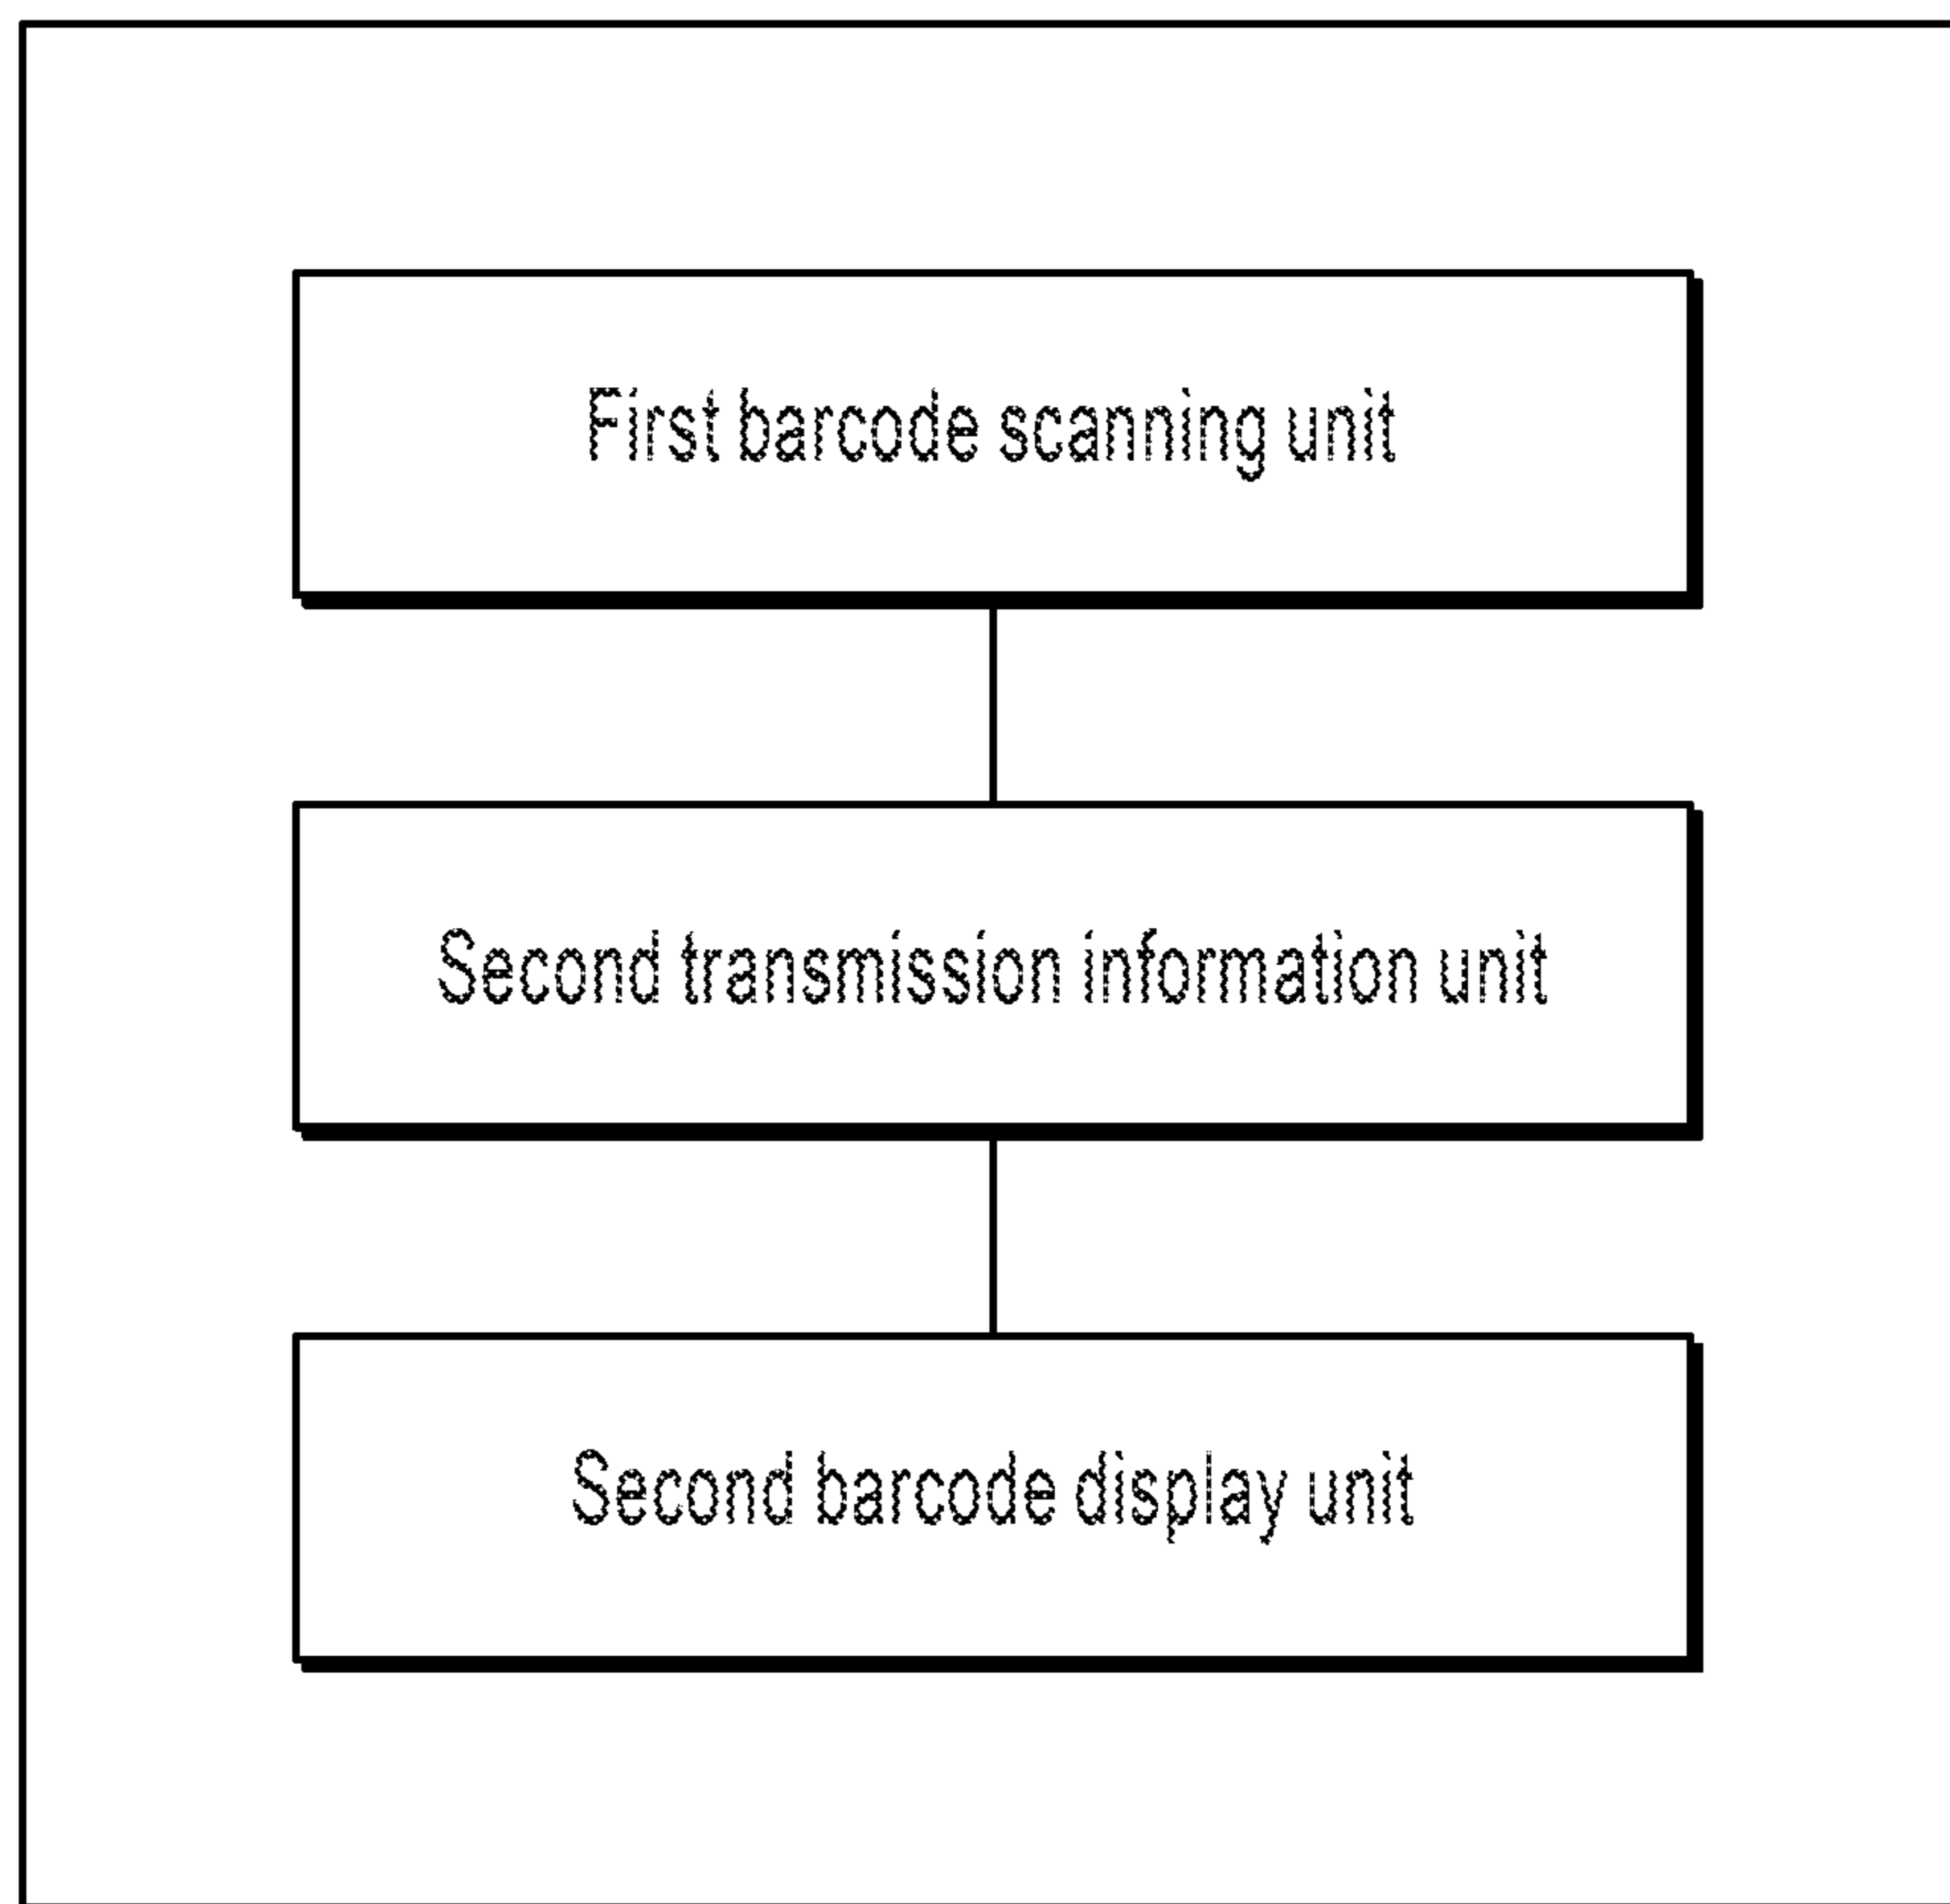 First barcode scanning unit
Second transmission information unit
Second barcode display unit